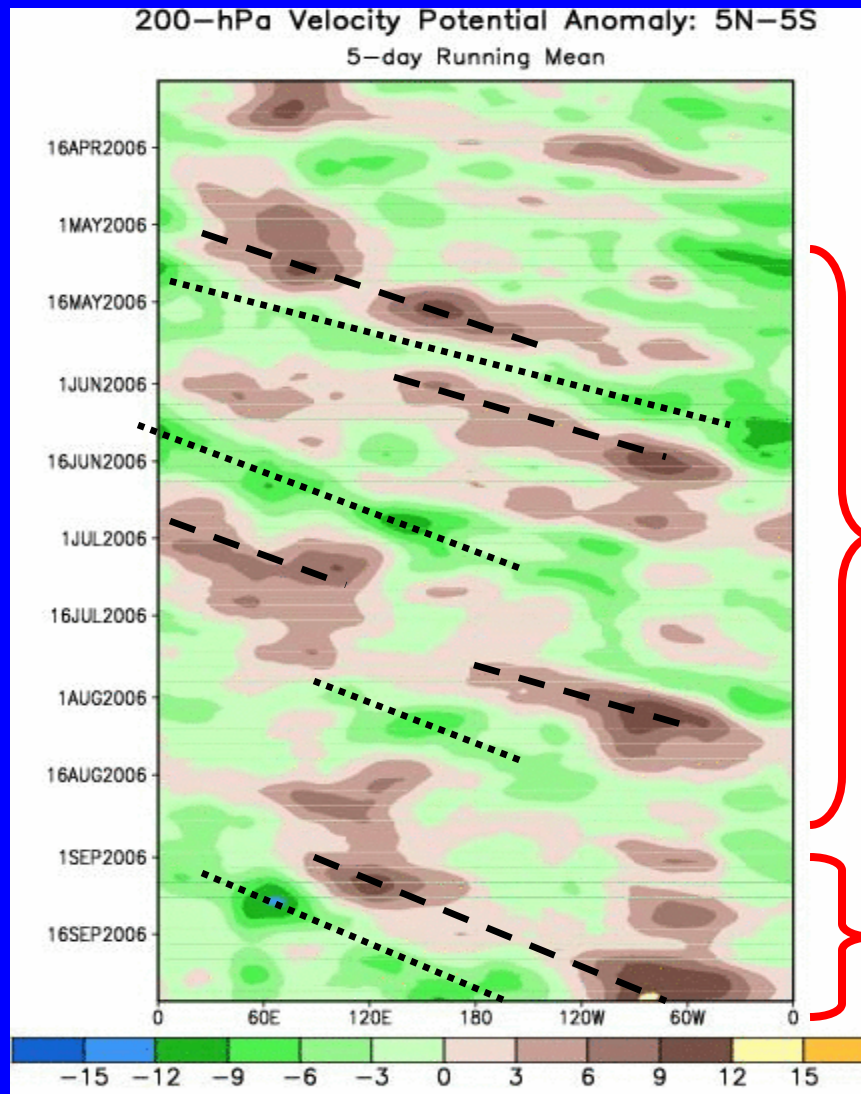 200-hPa Velocity Potential Anomaly: 5N-5S
5-day Running Mean
16APR2006
1MAY2006
16MAY2006
1JUN2006
16JUN2006
1JUL2006
16JUL2006
1AUG2006
16AUG2006
1SEP2006
16SEP2006
0 60E 120E 180 120W 60W 0
-15 -12 -9 -6 -3 0 3 6 9 12 15